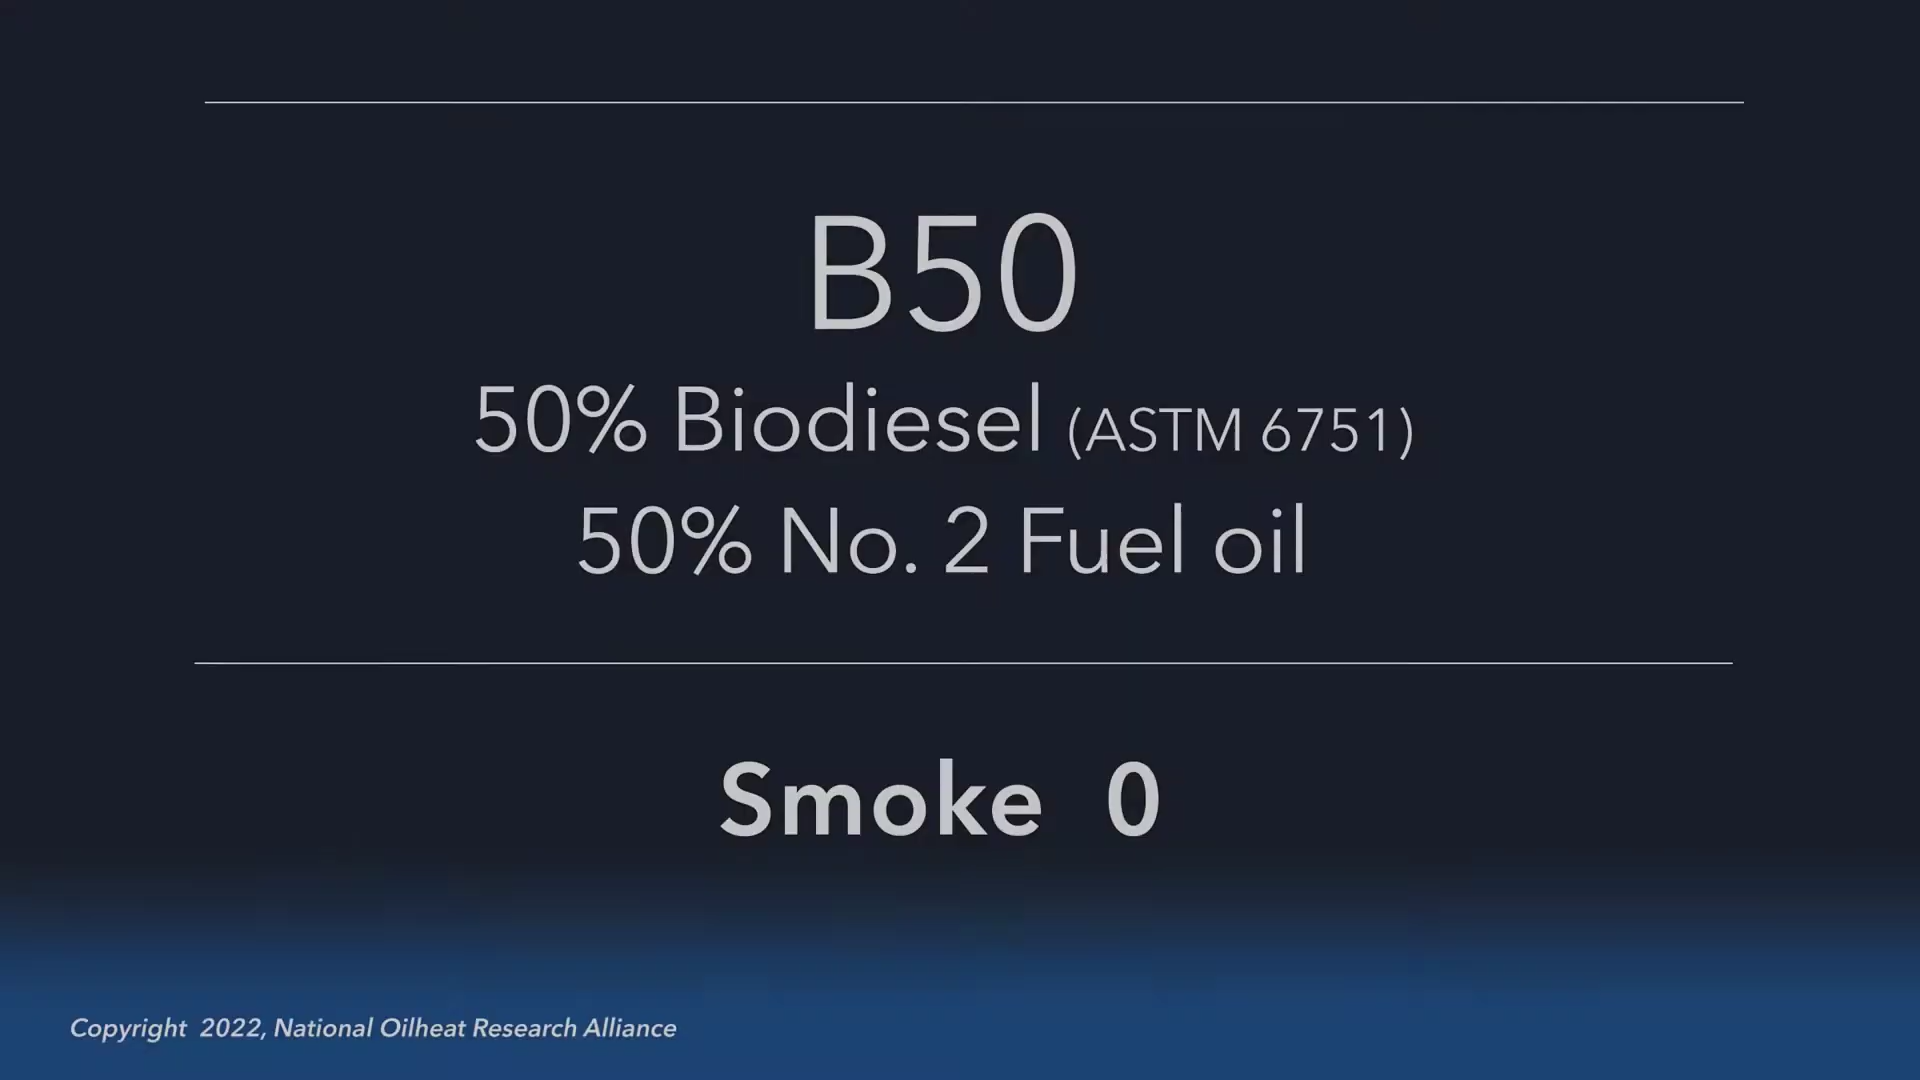 B50
50% Biodiesel (ASTM 6751)
50% No. 2 Fuel oil
Smoke 0
Copyright 2022, National Oilheat Research Alliance